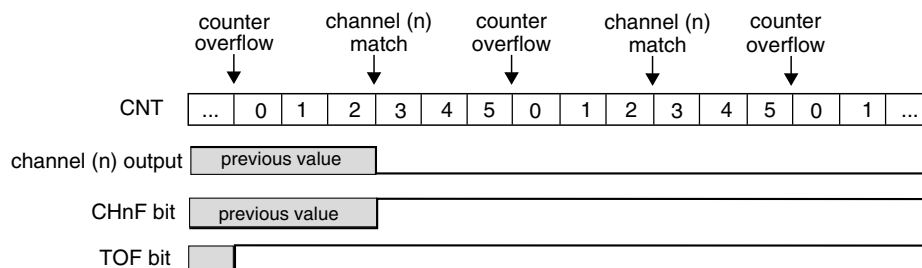 counter overflow
channel (n) match
counter overflow
channel (n) match
counter overflow
CNT ... 0 1 2 3 4 5 0 1 2 3 4 5 0 1 ...
channel (n) output previous value
CHnF bit previous value
TOF bit